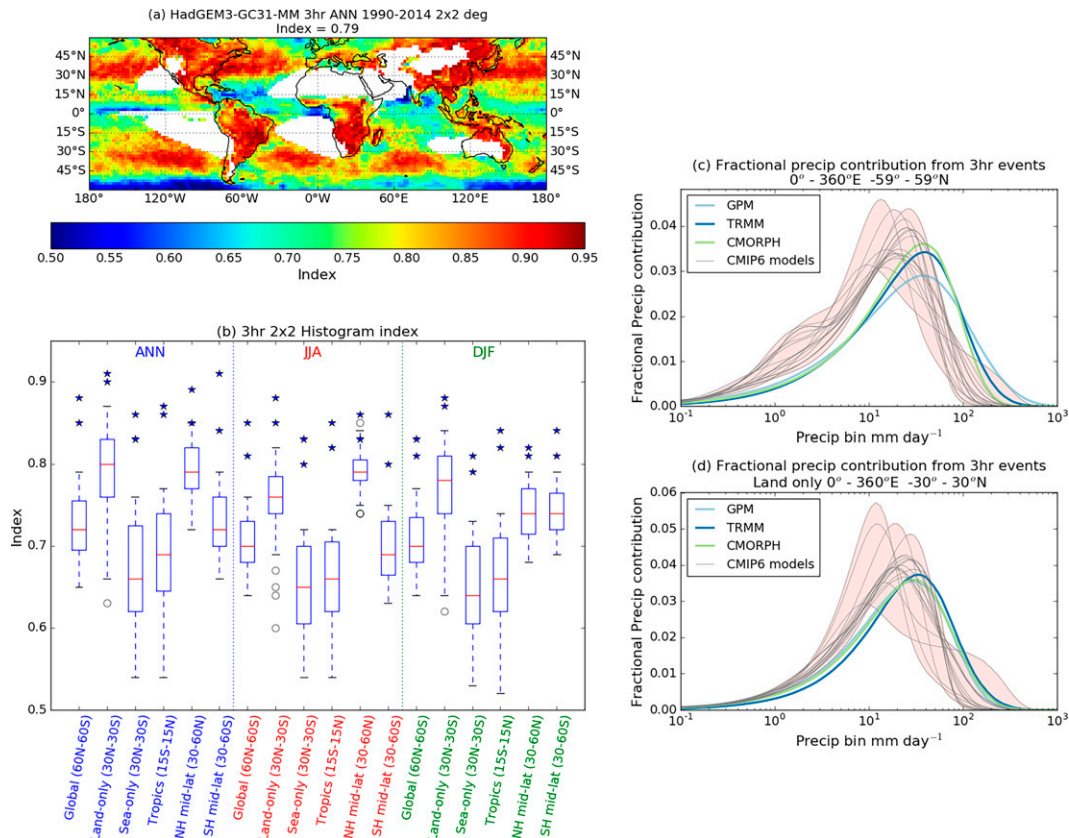 (a) HadGEM3-GC31-MM 3hr ANN 1990-2014 2x2 deg
Index = 0.79
45°N 45°N
30°N 30°N
15°N 15°N
0° 0°
15°S 15°S
30°S 30°S
45°S 45°S
180° 120°W 60°W 0°W 60°E 120°E 180°
0.50 0.55 0.60 0.65 0.70 0.75 0.80 0.85 0.90 0.95
Index
(b) 3hr 2x2 Histogram index
ANN JJA DJF
0.9
0.8
0.7
0.6
0.5
Index
Global (60N-60S)
Land-only (30N-30S)
Sea-only (30N-30S)
Tropics (15S-15N)
NH mid-lat (30-60N)
SH mid-lat (30-60S)
Global (60N-60S)
Land-only (30N-30S)
Sea-only (30N-30S)
Tropics (15S-15N)
NH mid-lat (30-60N)
SH mid-lat (30-60S)
Global (60N-60S)
Land-only (30N-30S)
Sea-only (30N-30S)
Tropics (15S-15N)
NH mid-lat (30-60N)
SH mid-lat (30-60S)
(c) Fractional precip contribution from 3hr events
0° - 360°E -59° - 59°N
GPM
TRMM
CMORPH
CMIP6 models
0.04
0.03
0.02
0.01
0.00
Fractional Precip contribution
10⁻¹ 10⁰ 10¹ 10² 10³
Precip bin mm day⁻¹
(d) Fractional precip contribution from 3hr events
Land only 0° - 360°E -30° - 30°N
GPM
TRMM
CMORPH
CMIP6 models
0.06
0.05
0.04
0.03
0.02
0.01
0.00
Fractional Precip contribution
10⁻¹ 10⁰ 10¹ 10² 10³
Precip bin mm day⁻¹